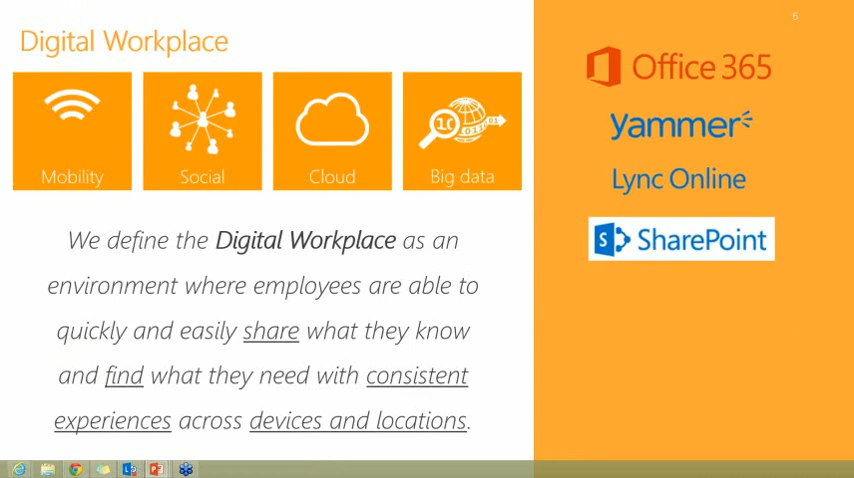 6
Digital Workplace
Mobility
Social
Cloud
Big data
We define the Digital Workplace as an
environment where employees are able to
quickly and easily share what they know
and find what they need with consistent
experiences across devices and locations.
Office 365
yammer
Lync Online
S SharePoint